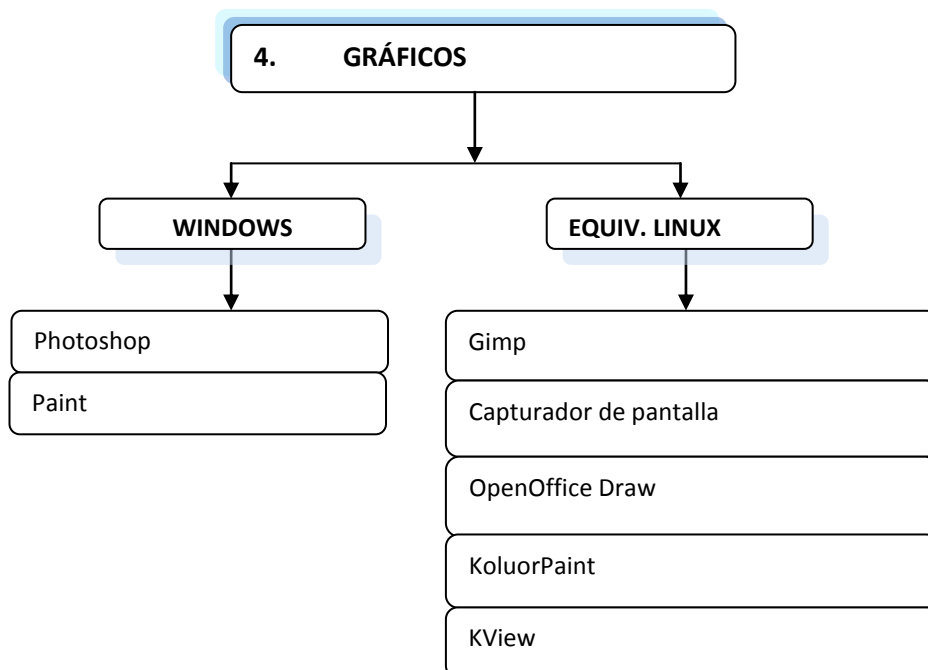 4. GRÁFICOS
WINDOWS
EQUIV. LINUX
Photoshop
Paint
Gimp
Capturador de pantalla
OpenOffice Draw
KoluorPaint
KView